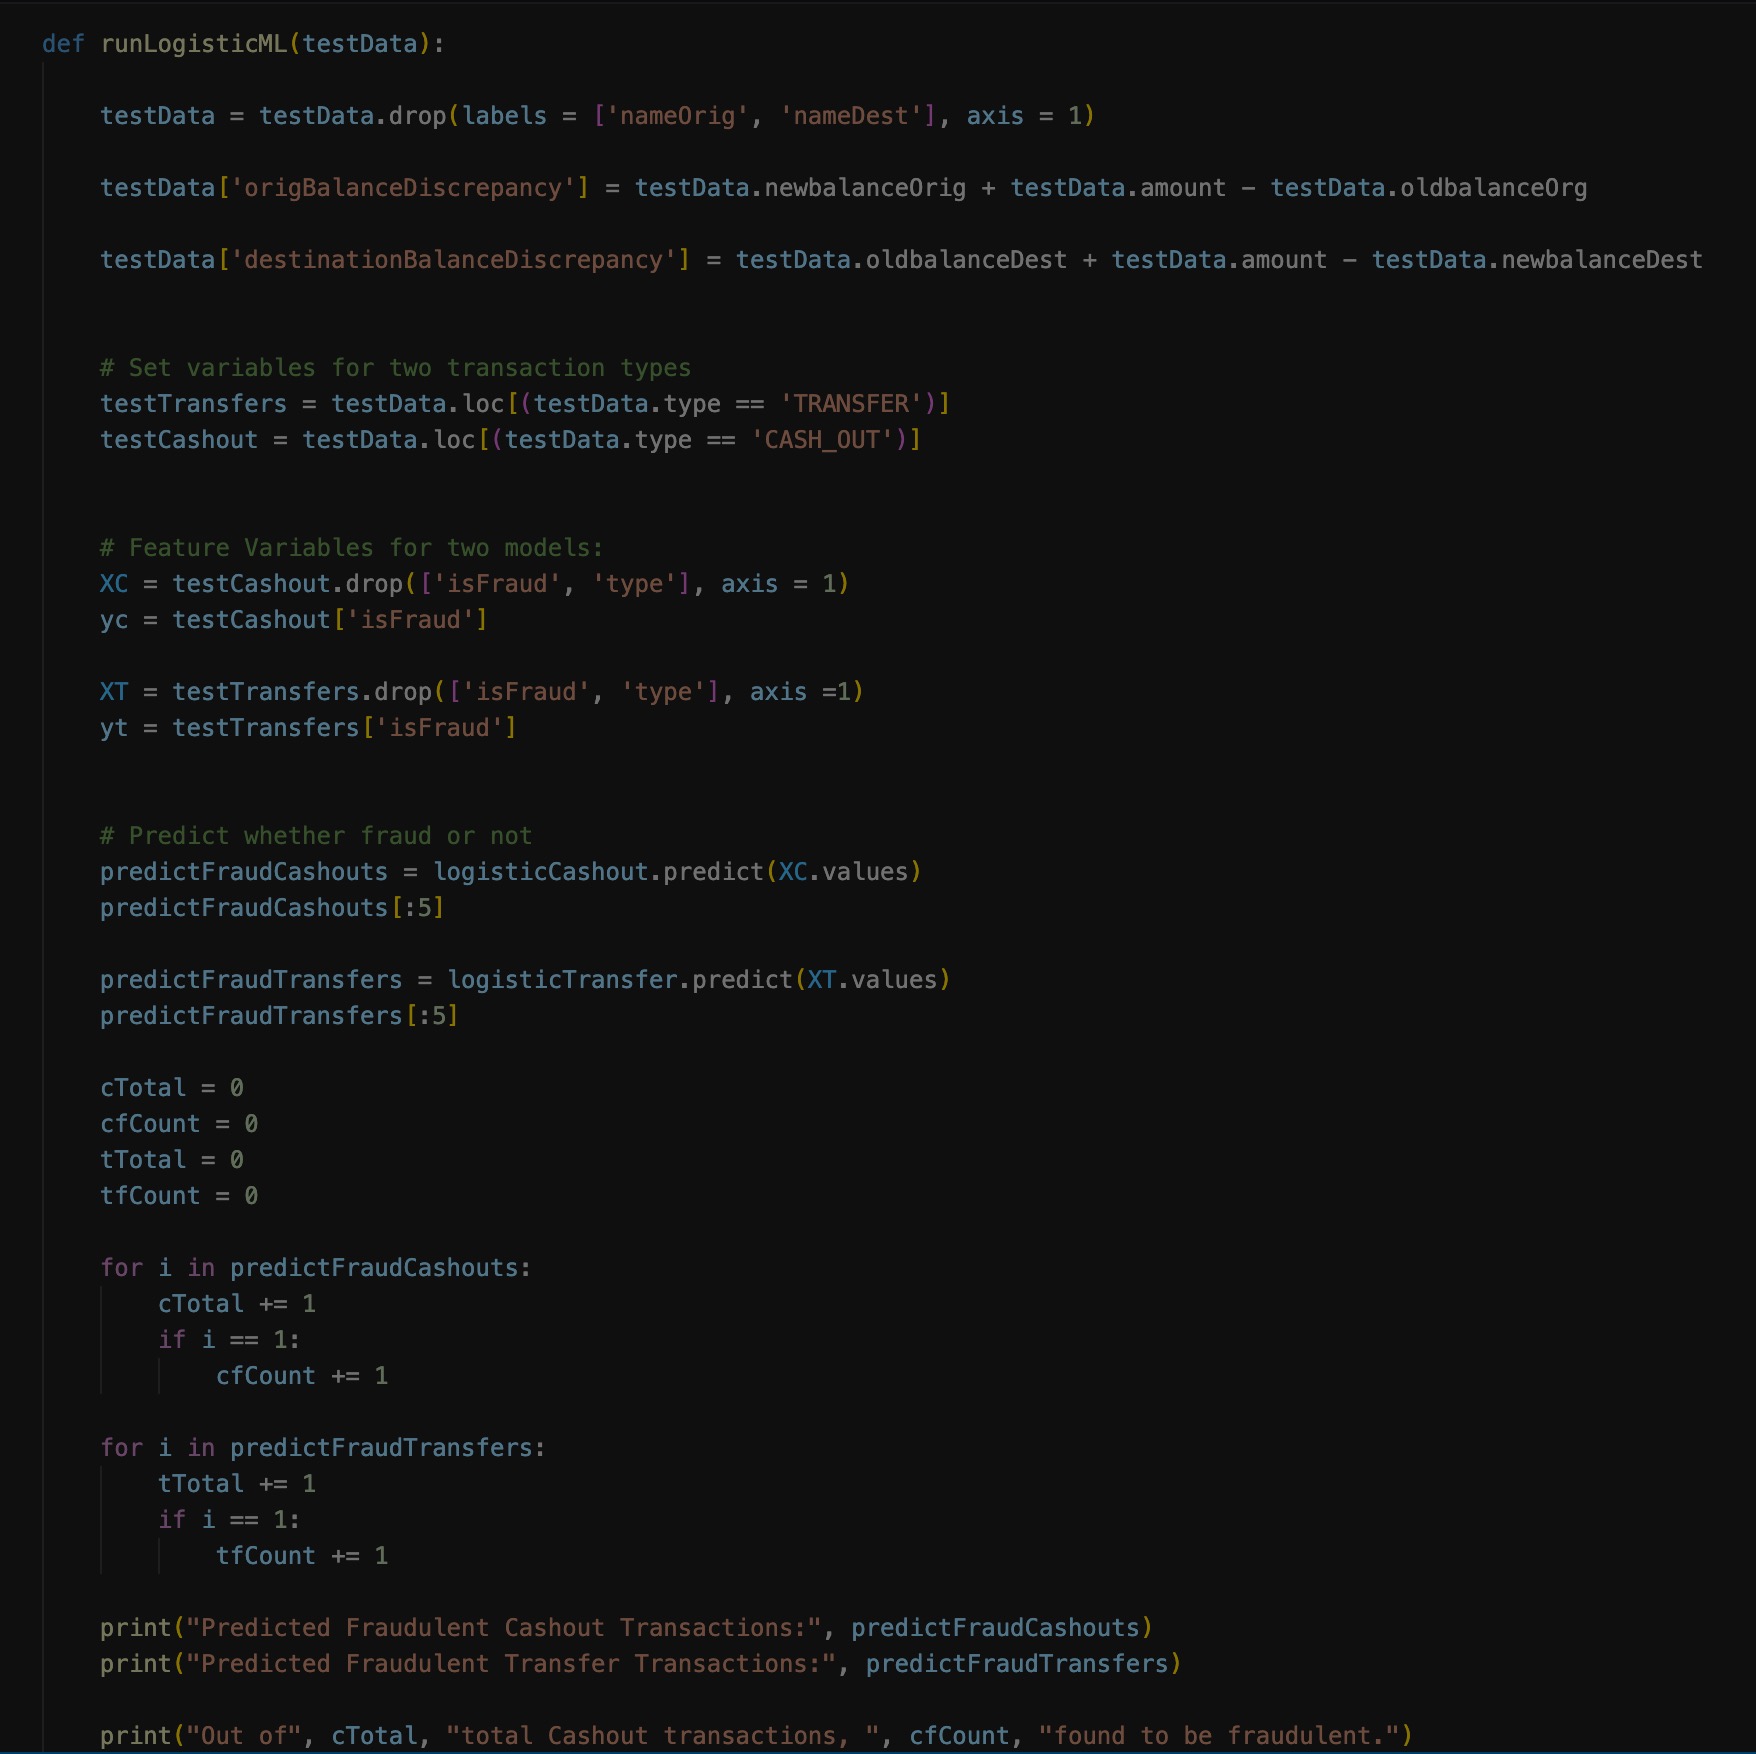 def runLogisticML(testData):
testData = testData.drop(labels = ['nameOrig', 'nameDest'], axis = 1)
testData['origBalanceDiscrepancy'] = testData.newbalanceOrig + testData.amount - testData.oldbalanceOrg
testData['destinationBalanceDiscrepancy'] = testData.oldbalanceDest + testData.amount - testData.newbalanceDest
# Set variables for two transaction types
testTransfers = testData.loc[(testData.type == 'TRANSFER')]
testCashout = testData.loc[(testData.type == 'CASH_OUT')]
# Feature Variables for two models:
XC = testCashout.drop(['isFraud', 'type'], axis = 1)
yc = testCashout['isFraud']
XT = testTransfers.drop(['isFraud', 'type'], axis =1)
yt = testTransfers['isFraud']
# Predict whether fraud or not
predictFraudCashouts = logisticCashout.predict(XC.values)
predictFraudCashouts[:5]
predictFraudTransfers = logisticTransfer.predict(XT.values)
predictFraudTransfers[:5]
cTotal = 0
cfCount = 0
tTotal = 0
tfCount = 0
for i in predictFraudCashouts:
cTotal += 1
if i == 1:
cfCount += 1
for i in predictFraudTransfers:
tTotal += 1
if i == 1:
tfCount += 1
print("Predicted Fraudulent Cashout Transactions:", predictFraudCashouts)
print("Predicted Fraudulent Transfer Transactions:", predictFraudTransfers)
print("Out of", cTotal, "total Cashout transactions, ", cfCount, "found to be fraudulent.")